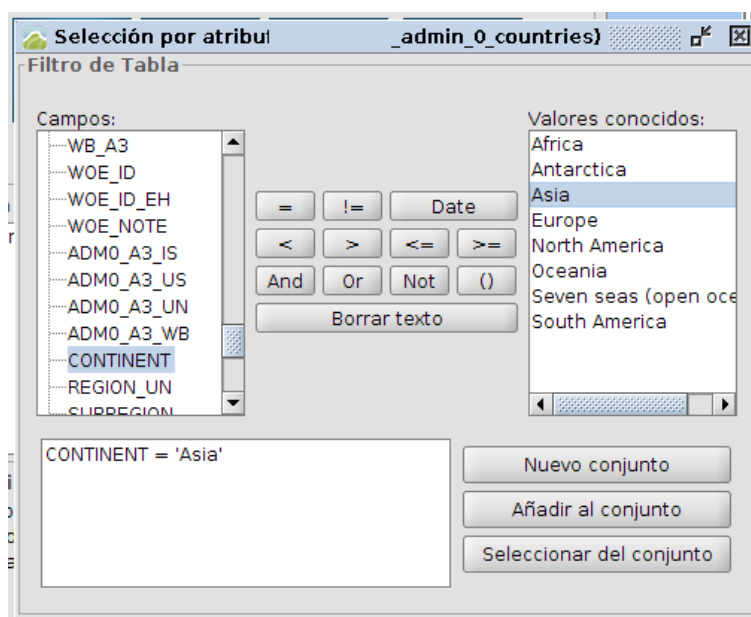 Selección por atribut _admin_0_countries)
Filtro de Tabla
Campos:
WB_A3
WOE_ID
WOE_ID_EH
WOE_NOTE
ADM0_A3_IS
ADM0_A3_US
ADM0_A3_UN
ADM0_A3_WB
CONTINENT
REGION_UN
SUBREGION
= != Date
< > <= >=
And Or Not ()
Borrar texto
Valores conocidos:
Africa
Antarctica
Asia
Europe
North America
Oceania
Seven seas (open oce
South America
CONTINENT = 'Asia'
Nuevo conjunto
Añadir al conjunto
Seleccionar del conjunto